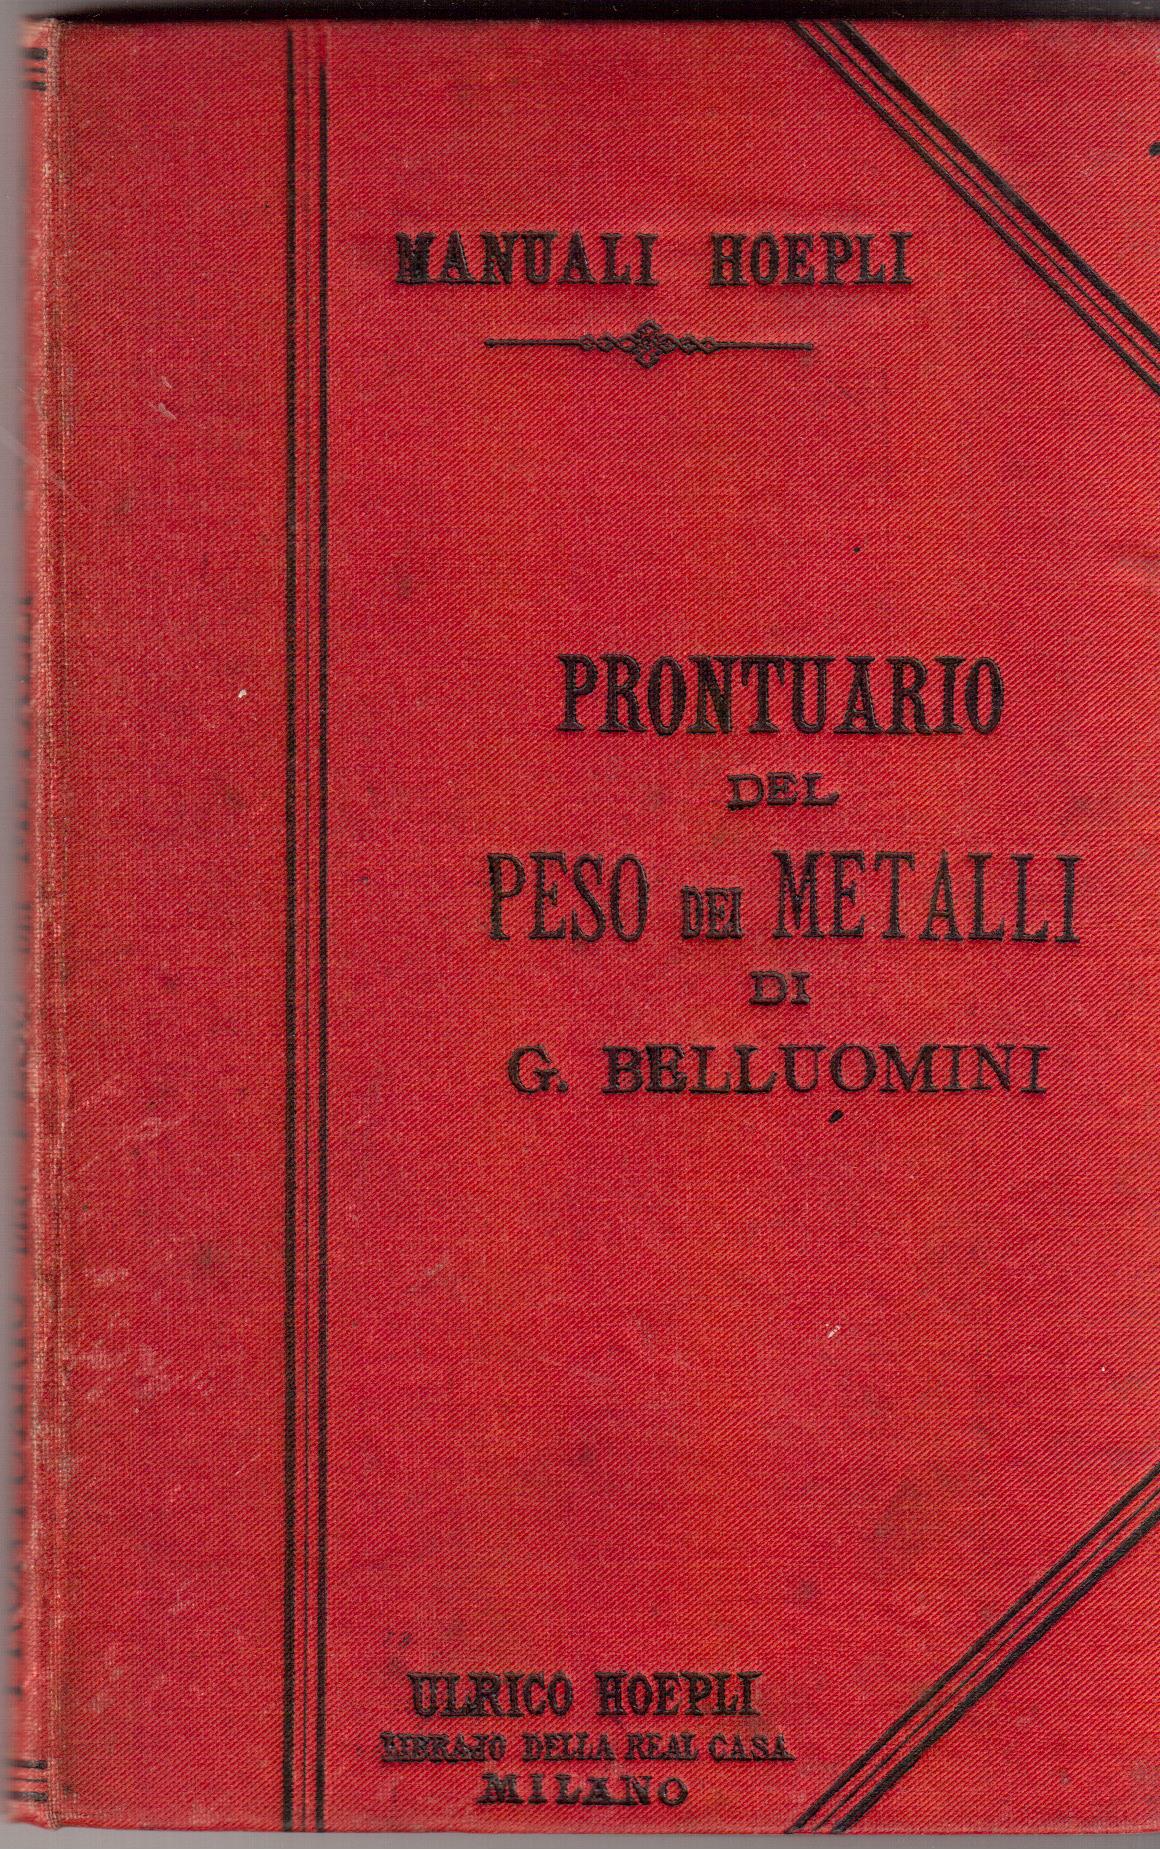 MANUALI HOEPLI
PRONTUARIO
DEL
PESO DEI METALLI
DI
G. BELLUOMINI
ULRICO HOEPLI
LIBRAJO DELLA REAL CASA
MILANO